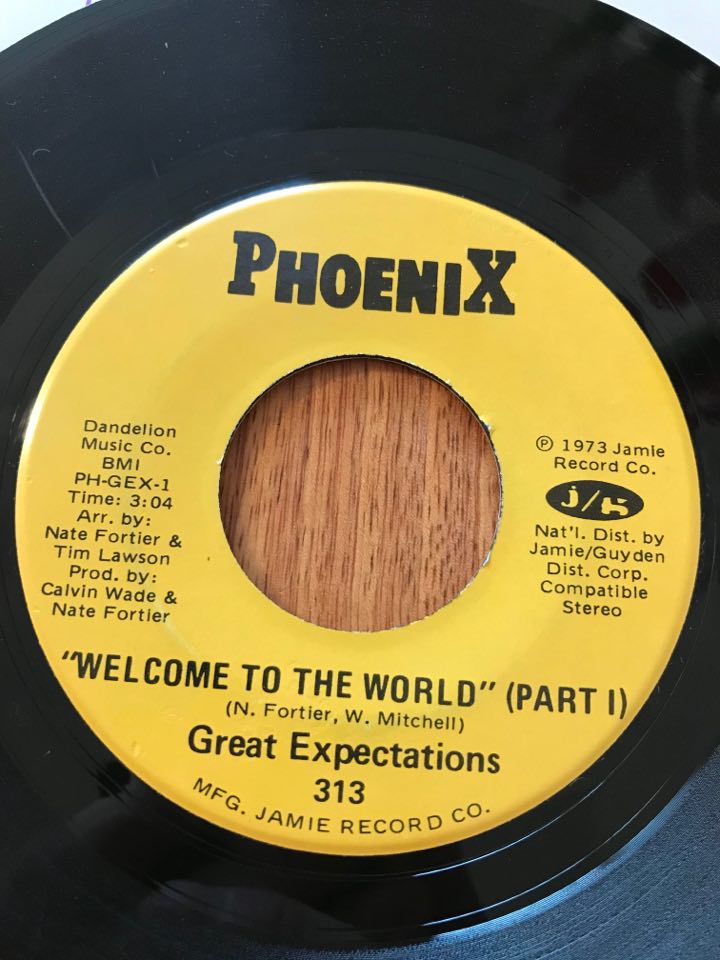 PHOENIX
Dandelion
Music Co.
BMI
PH-GEX-1
Time: 3:04
Arr. by:
Nate Fortier &
Tim Lawson
Prod. by:
Calvin Wade &
Nate Fortier
℗ 1973 Jamie
Record Co.
j/G
Nat'l. Dist. by
Jamie/Guyden
Dist. Corp.
Compatible
Stereo
"WELCOME TO THE WORLD" (PART I)
(N. Fortier, W. Mitchell)
Great Expectations
313
MFG. JAMIE RECORD CO.